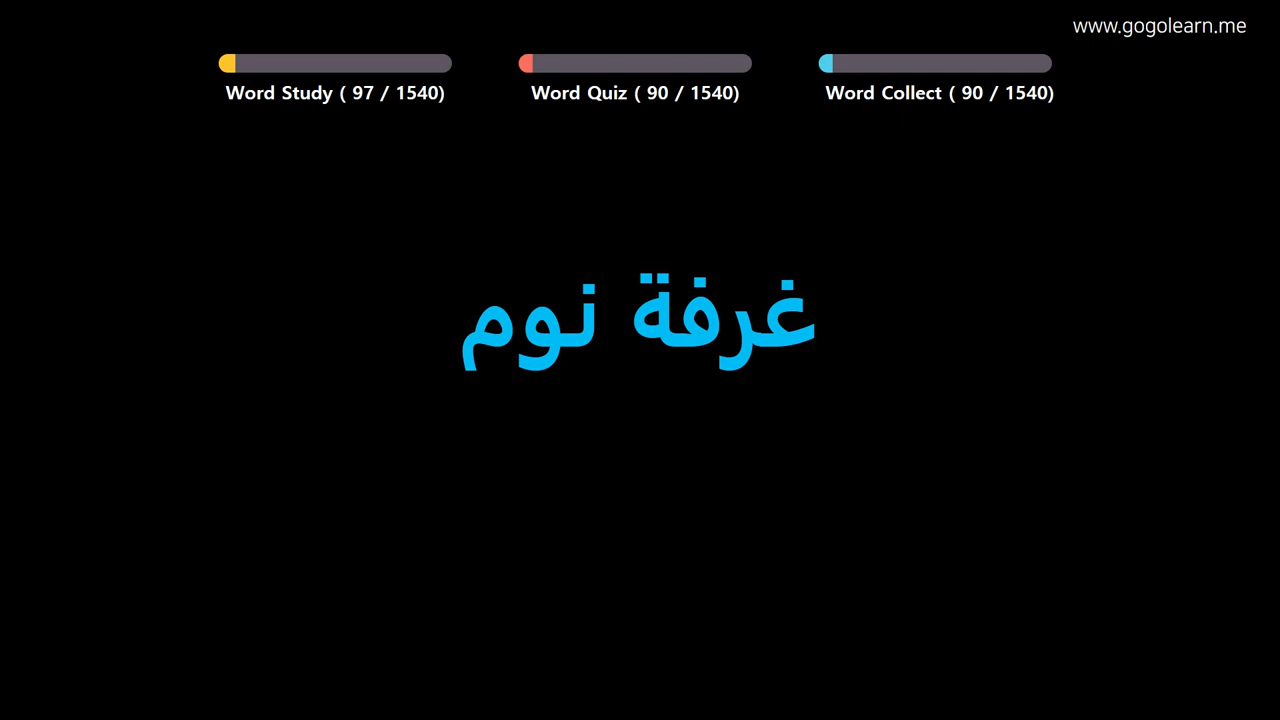 www.gogolearn.me
Word Study ( 97 / 1540)
Word Quiz ( 90 / 1540)
Word Collect ( 90 / 1540)
غرفة نوم